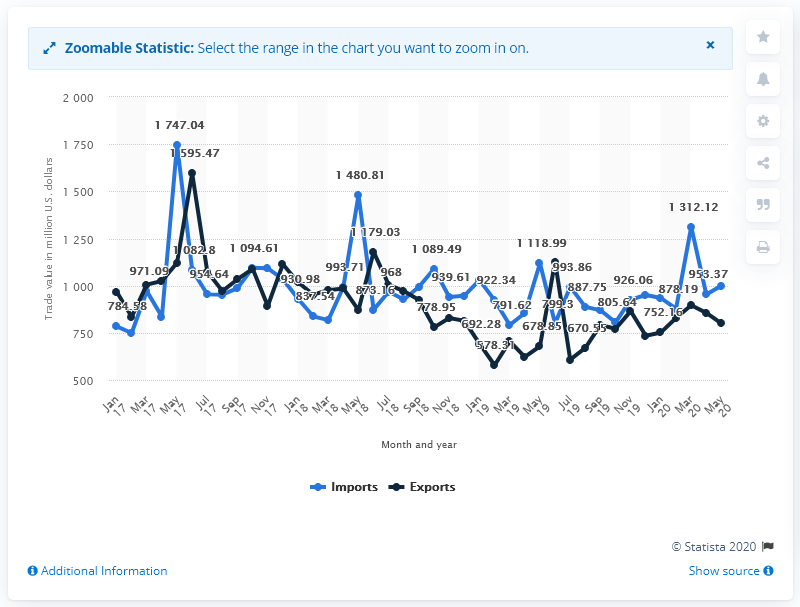 Zoomable Statistic: Select the range in the chart you want to zoom in on.
2 000
1 750
1 500
1 250
1 000
750
500
Trade value in million U.S. dollars
1 747.04
1 595.47
1 480.81
1 312.12
1 179.03
1 118.99
1 094.61
1 082.8
1 089.49
971.09
954.64
930.98
993.71
968
939.61
922.34
993.86
926.06
953.37
784.58
837.54
873.16
778.95
791.62
799.3
887.75
805.64
878.19
692.28
678.85
670.55
752.16
578.31
Jan 17
Mar 17
May 17
Jul 17
Sep 17
Nov 17
Jan 18
Mar 18
May 18
Jul 18
Sep 18
Nov 18
Jan 19
Mar 19
May 19
Jul 19
Sep 19
Nov 19
Jan 20
Mar 20
May 20
Month and year
Imports Exports
© Statista 2020
Additional Information
Show source